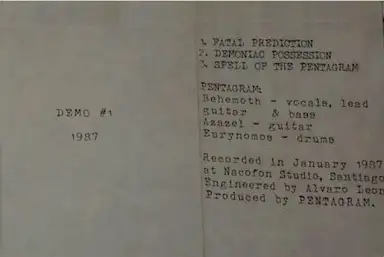 DEMO #1
1987
1. FATAL PREDICTION
2. DEMONIAC POSSESSION
3. SPELL OF THE PENTAGRAM
PENTAGRAM:
Behemoth - vocals, lead
guitar & bass
Azazel - guitar
Eurynomos - drums
Recorded in January 1987
at Nacofon Studio, Santiago
Engineered by Alvaro Leon
Produced by PENTAGRAM.